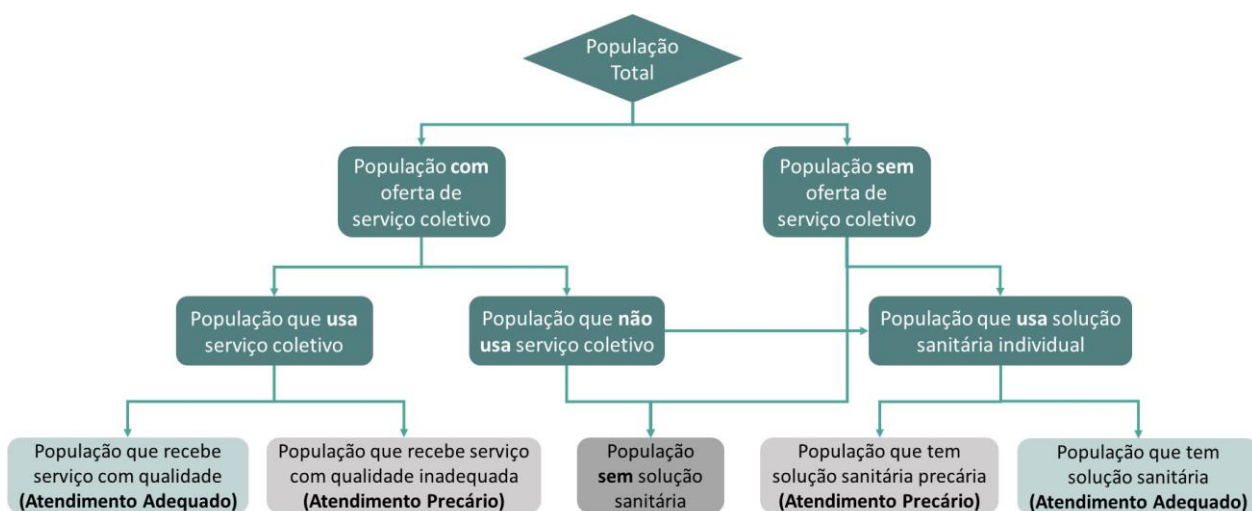 População
Total
População com
oferta de
serviço coletivo
População sem
oferta de
serviço coletivo
População que usa
serviço coletivo
População que não
usa serviço coletivo
População que usa solução
sanitária individual
População que recebe
serviço com qualidade
(Atendimento Adequado)
População que recebe serviço
com qualidade inadequada
(Atendimento Precário)
População
sem solução
sanitária
População que tem
solução sanitária precária
(Atendimento Precário)
População que tem
solução sanitária
(Atendimento Adequado)